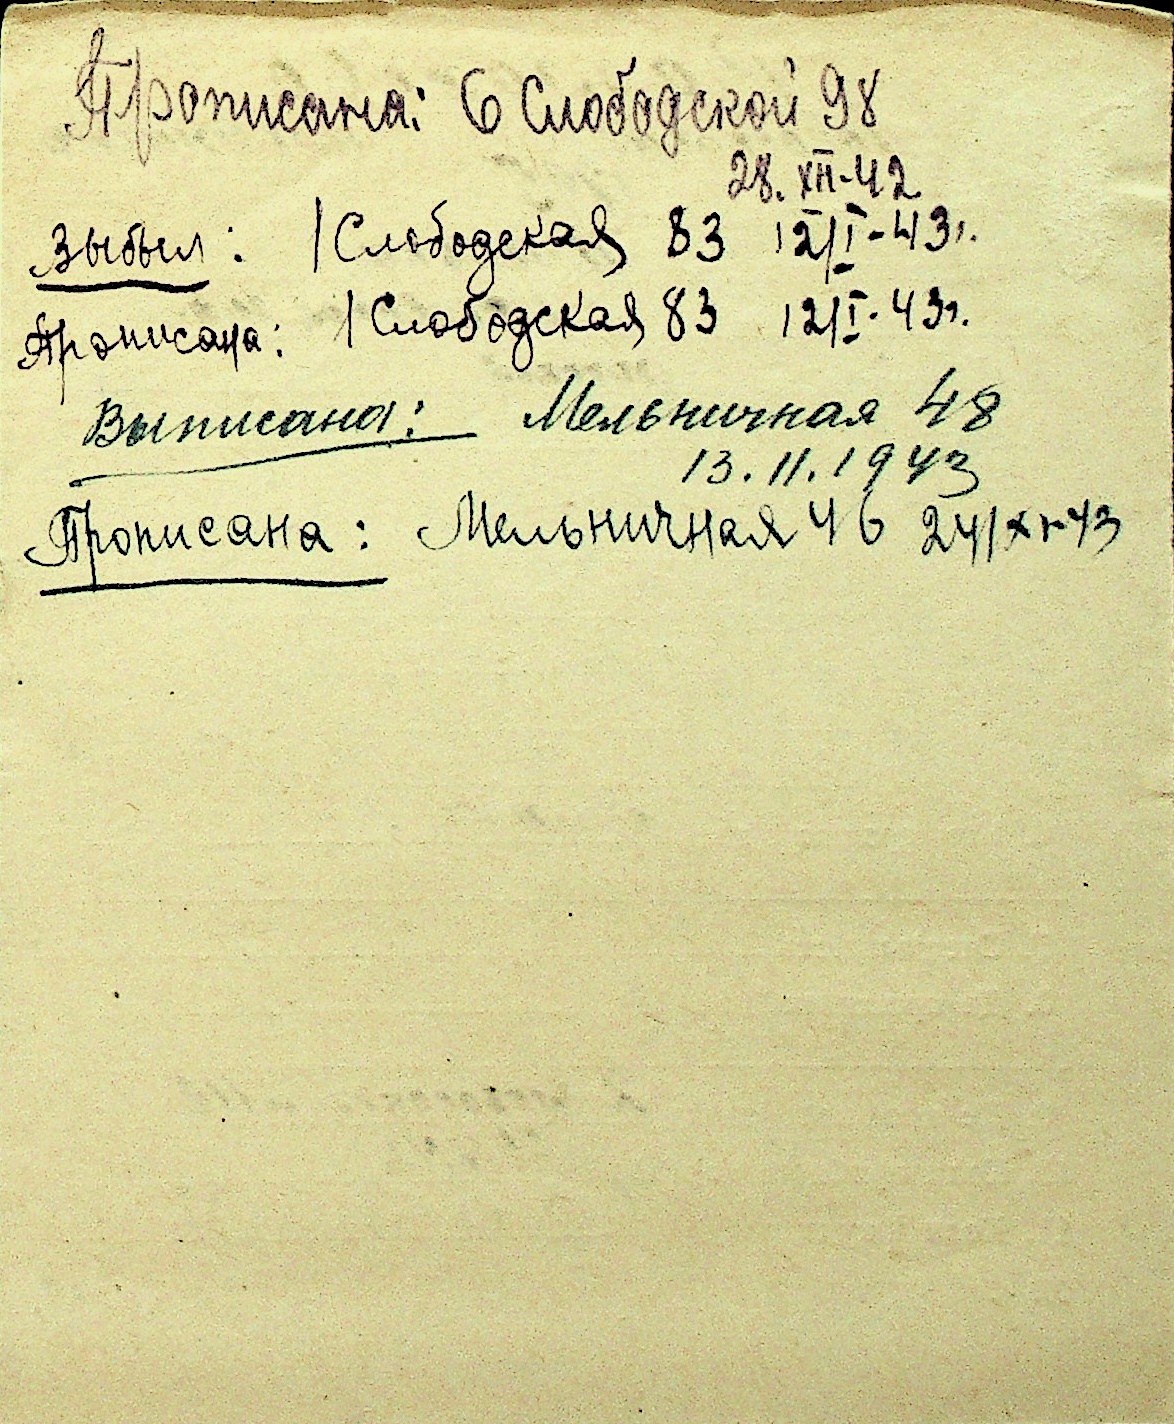 Прописана: 6 Слободской 98
28. XII-42
Выбыл: 1 Слободская 83 12/I-43г.
Прописана: 1 Слободская 83 12/I-43г.
Выписана: Мельничная 48
13.11.1943
Прописана: Мельничная 46 24/XI-43